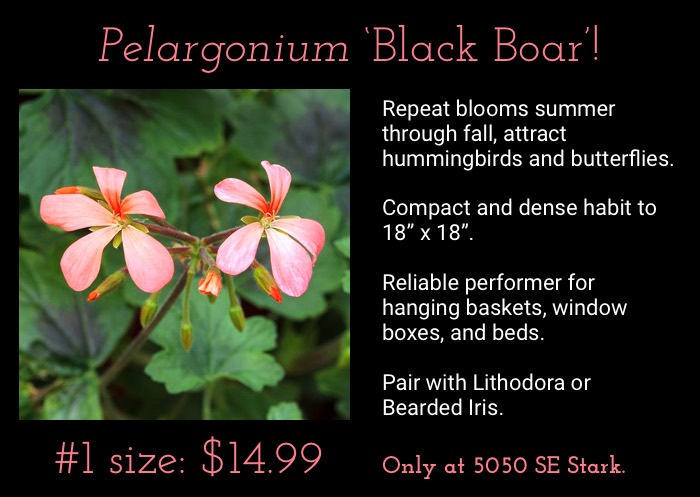 Pelargonium ‘Black Boar’!
Repeat blooms summer
through fall, attract
hummingbirds and butterflies.
Compact and dense habit to
18” x 18”.
Reliable performer for
hanging baskets, window
boxes, and beds.
Pair with Lithodora or
Bearded Iris.
#1 size: $14.99
Only at 5050 SE Stark.